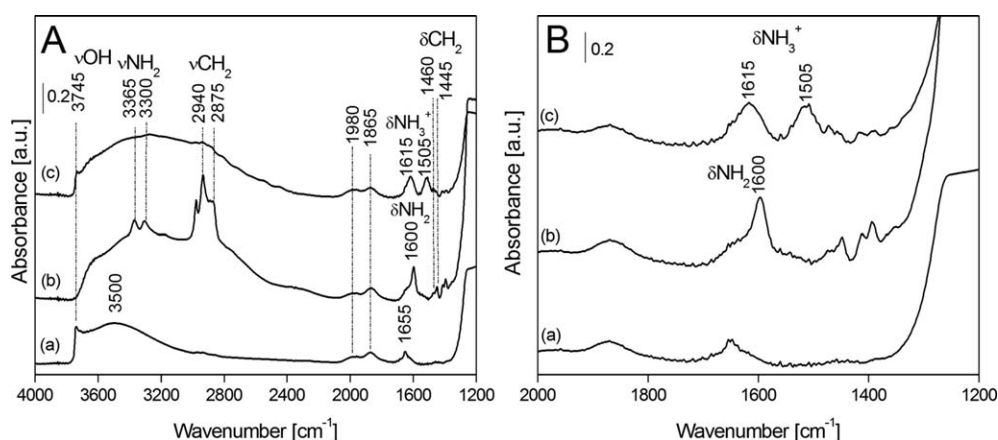 A
νOH
νNH2
νCH2
δCH2
0.2
3745
3365
3300
2940
2875
1980
1865
δNH3+
1615
1505
1460
1445
(c)
δNH2
1600
(b)
3500
1655
(a)
Absorbance [a.u.]
4000 3600 3200 2800 2400 2000 1600 1200
Wavenumber [cm-1]
B
0.2
δNH3+
1615
1505
(c)
δNH2
1600
(b)
(a)
Absorbance [a.u.]
2000 1800 1600 1400 1200
Wavenumber [cm-1]